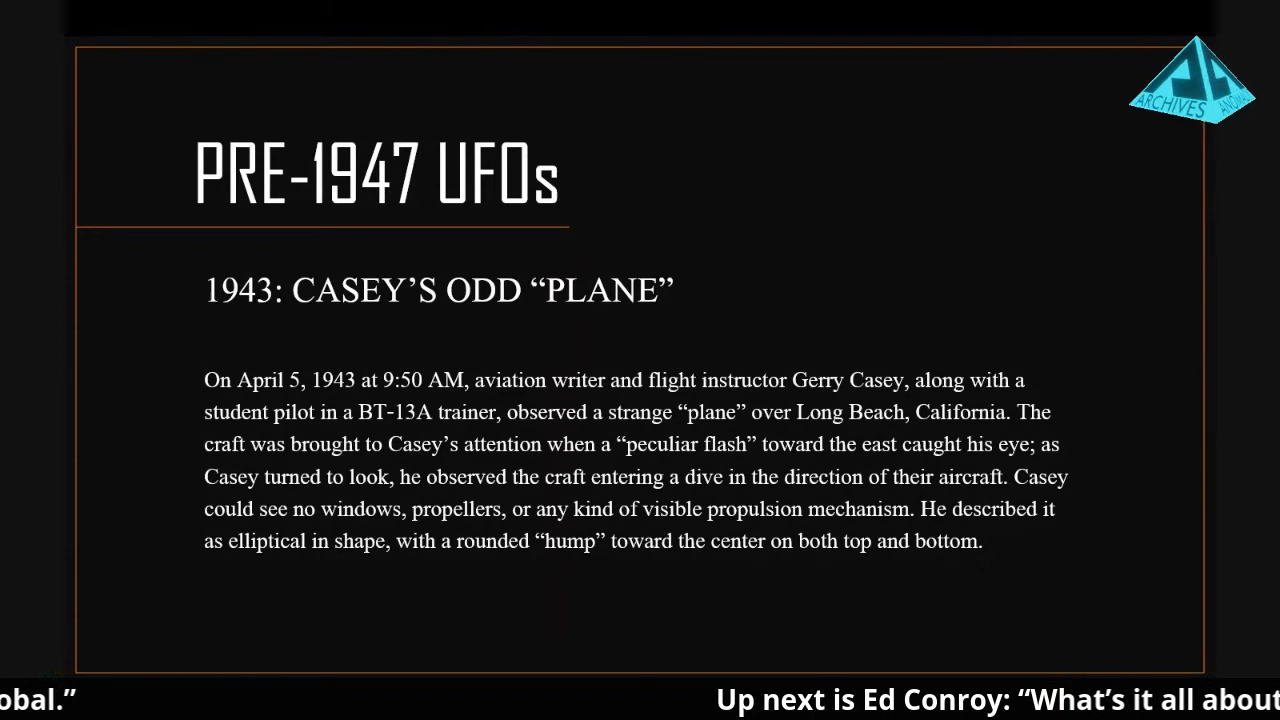 ARCHIVES
PRE-1947 UFOs
1943: CASEY’S ODD “PLANE”
On April 5, 1943 at 9:50 AM, aviation writer and flight instructor Gerry Casey, along with a
student pilot in a BT-13A trainer, observed a strange “plane” over Long Beach, California. The
craft was brought to Casey’s attention when a “peculiar flash” toward the east caught his eye; as
Casey turned to look, he observed the craft entering a dive in the direction of their aircraft. Casey
could see no windows, propellers, or any kind of visible propulsion mechanism. He described it
as elliptical in shape, with a rounded “hump” toward the center on both top and bottom.
obal.” Up next is Ed Conroy: “What’s it all about